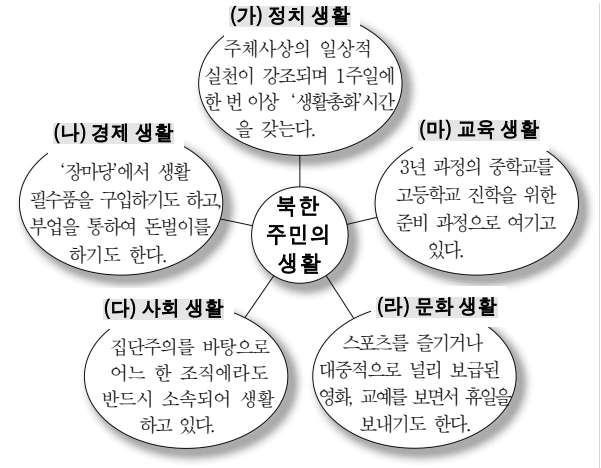 (가) 정치 생활
주체사상의 일상적
실천이 강조되며 1주일에
한 번 이상 ‘생활총화’시간
을 갖는다.
(나) 경제 생활
‘장마당’에서 생활
필수품을 구입하기도 하고,
부업을 통하여 돈벌이를
하기도 한다.
(마) 교육 생활
3년 과정의 중학교를
고등학교 진학을 위한
준비 과정으로 여기고
있다.
북한
주민의
생활
(다) 사회 생활
집단주의를 바탕으로
어느 한 조직에라도
반드시 소속되어 생활
하고 있다.
(라) 문화 생활
스포츠를 즐기거나
대중적으로 널리 보급된
영화, 교예를 보면서 휴일을
보내기도 한다.